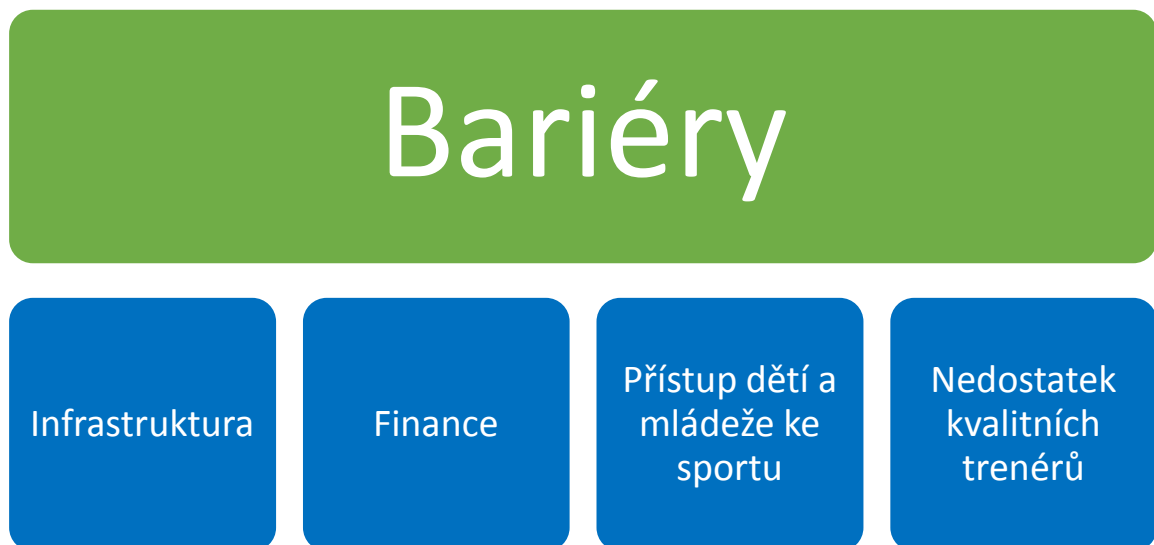 Bariéry
Infrastruktura
Finance
Přístup dětí a
mládeže ke
sportu
Nedostatek
kvalitních
trenérů